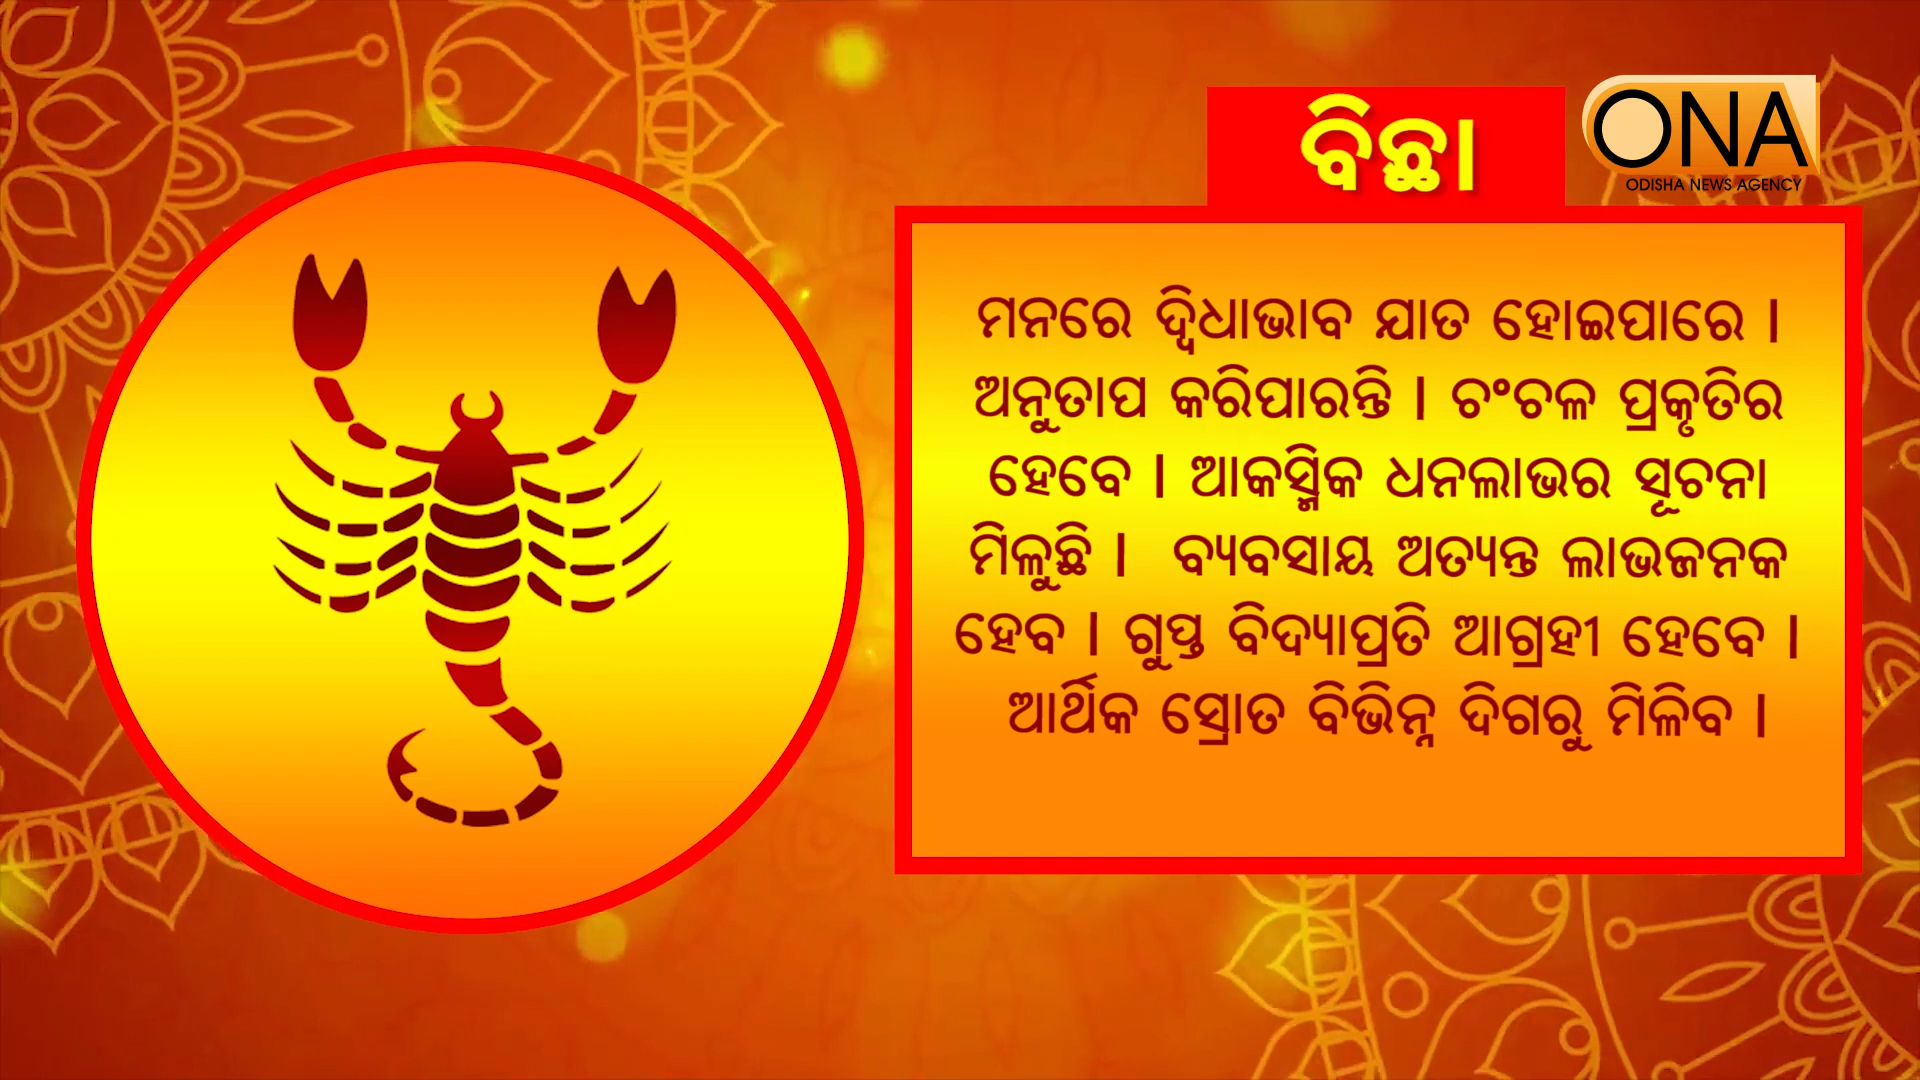 ବିଛା
ONA
ODISHA NEWS AGENCY
ମନରେ ଦ୍ଵିଧାଭାବ ଯାତ ହୋଇପାରେ ।
ଅନୁତାପ କରିପାରନ୍ତି । ଚଂଚଳ ପ୍ରକୃତିର
ହେବେ । ଆକସ୍ମିକ ଧନଲାଭର ସୂଚନା
ମିଳୁଛି । ବ୍ୟବସାୟ ଅତ୍ୟନ୍ତ ଲାଭଜନକ
ହେବ । ଗୁପ୍ତ ବିଦ୍ୟାପ୍ରତି ଆଗ୍ରହୀ ହେବେ ।
ଆର୍ଥିକ ସ୍ରୋତ ବିଭିନ୍ନ ଦିଗରୁ ମିଳିବ ।